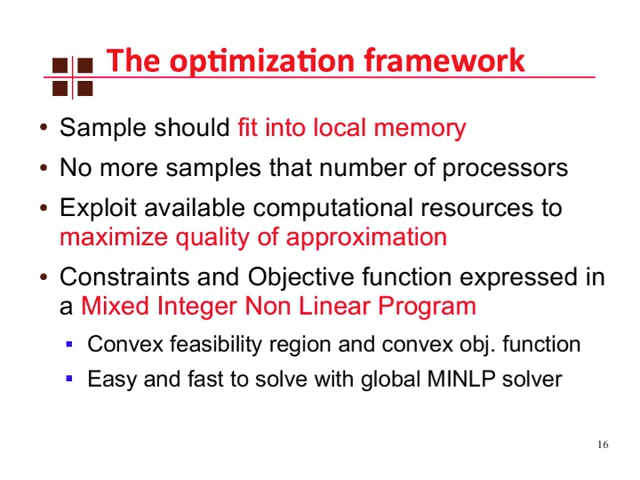 The optimization framework
• Sample should fit into local memory
• No more samples that number of processors
• Exploit available computational resources to
maximize quality of approximation
• Constraints and Objective function expressed in
a Mixed Integer Non Linear Program
▪ Convex feasibility region and convex obj. function
▪ Easy and fast to solve with global MINLP solver
16